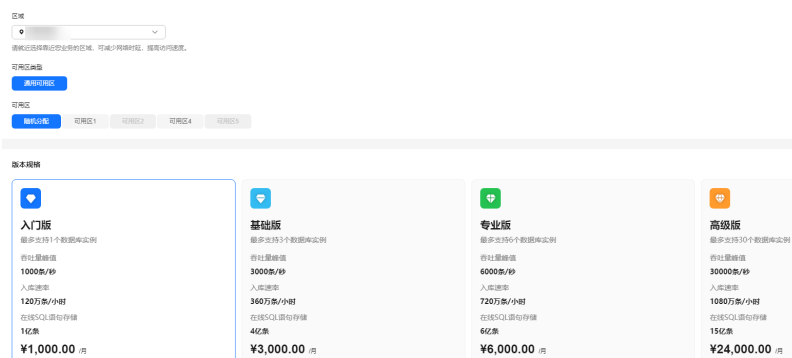 区域
请就近选择靠近您业务的区域，可减少网络时延，提高访问速度。
可用区类型
通用可用区
可用区
随机分配 可用区1 可用区2 可用区4 可用区5
版本规格
入门版 基础版 专业版 高级版
最多支持1个数据库实例 最多支持3个数据库实例 最多支持6个数据库实例 最多支持30个数据库实例
吞吐量峰值 吞吐量峰值 吞吐量峰值 吞吐量峰值
1000条/秒 3000条/秒 6000条/秒 30000条/秒
入库速率 入库速率 入库速率 入库速率
120万条/小时 360万条/小时 720万条/小时 1080万条/小时
在线SQL语句存储 在线SQL语句存储 在线SQL语句存储 在线SQL语句存储
1亿条 4亿条 6亿条 15亿条
¥1,000.00 /月 ¥3,000.00 /月 ¥6,000.00 /月 ¥24,000.00 /月